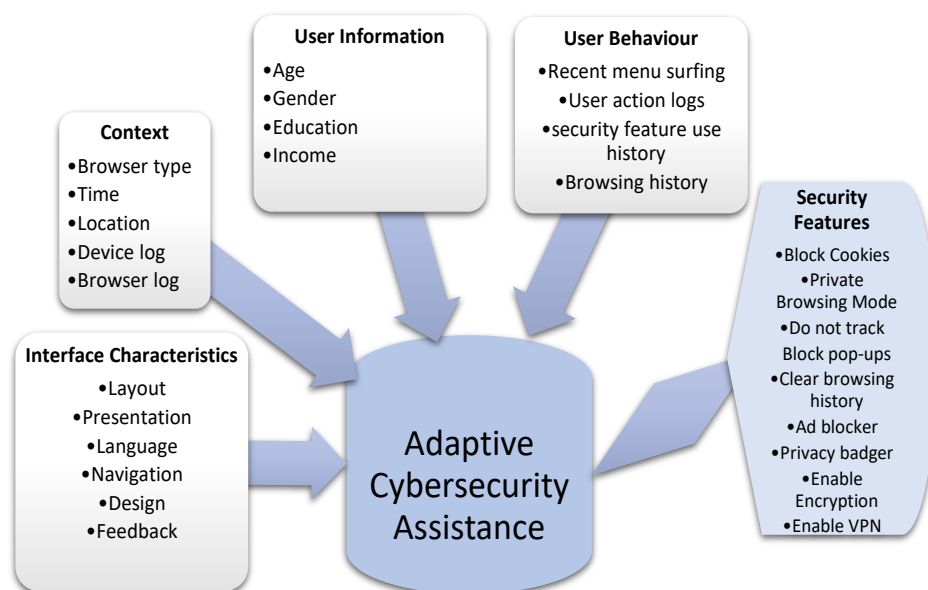 User Information
•Age
•Gender
•Education
•Income
User Behaviour
•Recent menu surfing
•User action logs
•security feature use
history
•Browsing history
Context
•Browser type
•Time
•Location
•Device log
•Browser log
Security
Features
•Block Cookies
•Private
Browsing Mode
•Do not track
Block pop-ups
•Clear browsing
history
•Ad blocker
•Privacy badger
•Enable
Encryption
•Enable VPN
Interface Characteristics
•Layout
•Presentation
•Language
•Navigation
•Design
•Feedback
Adaptive
Cybersecurity
Assistance